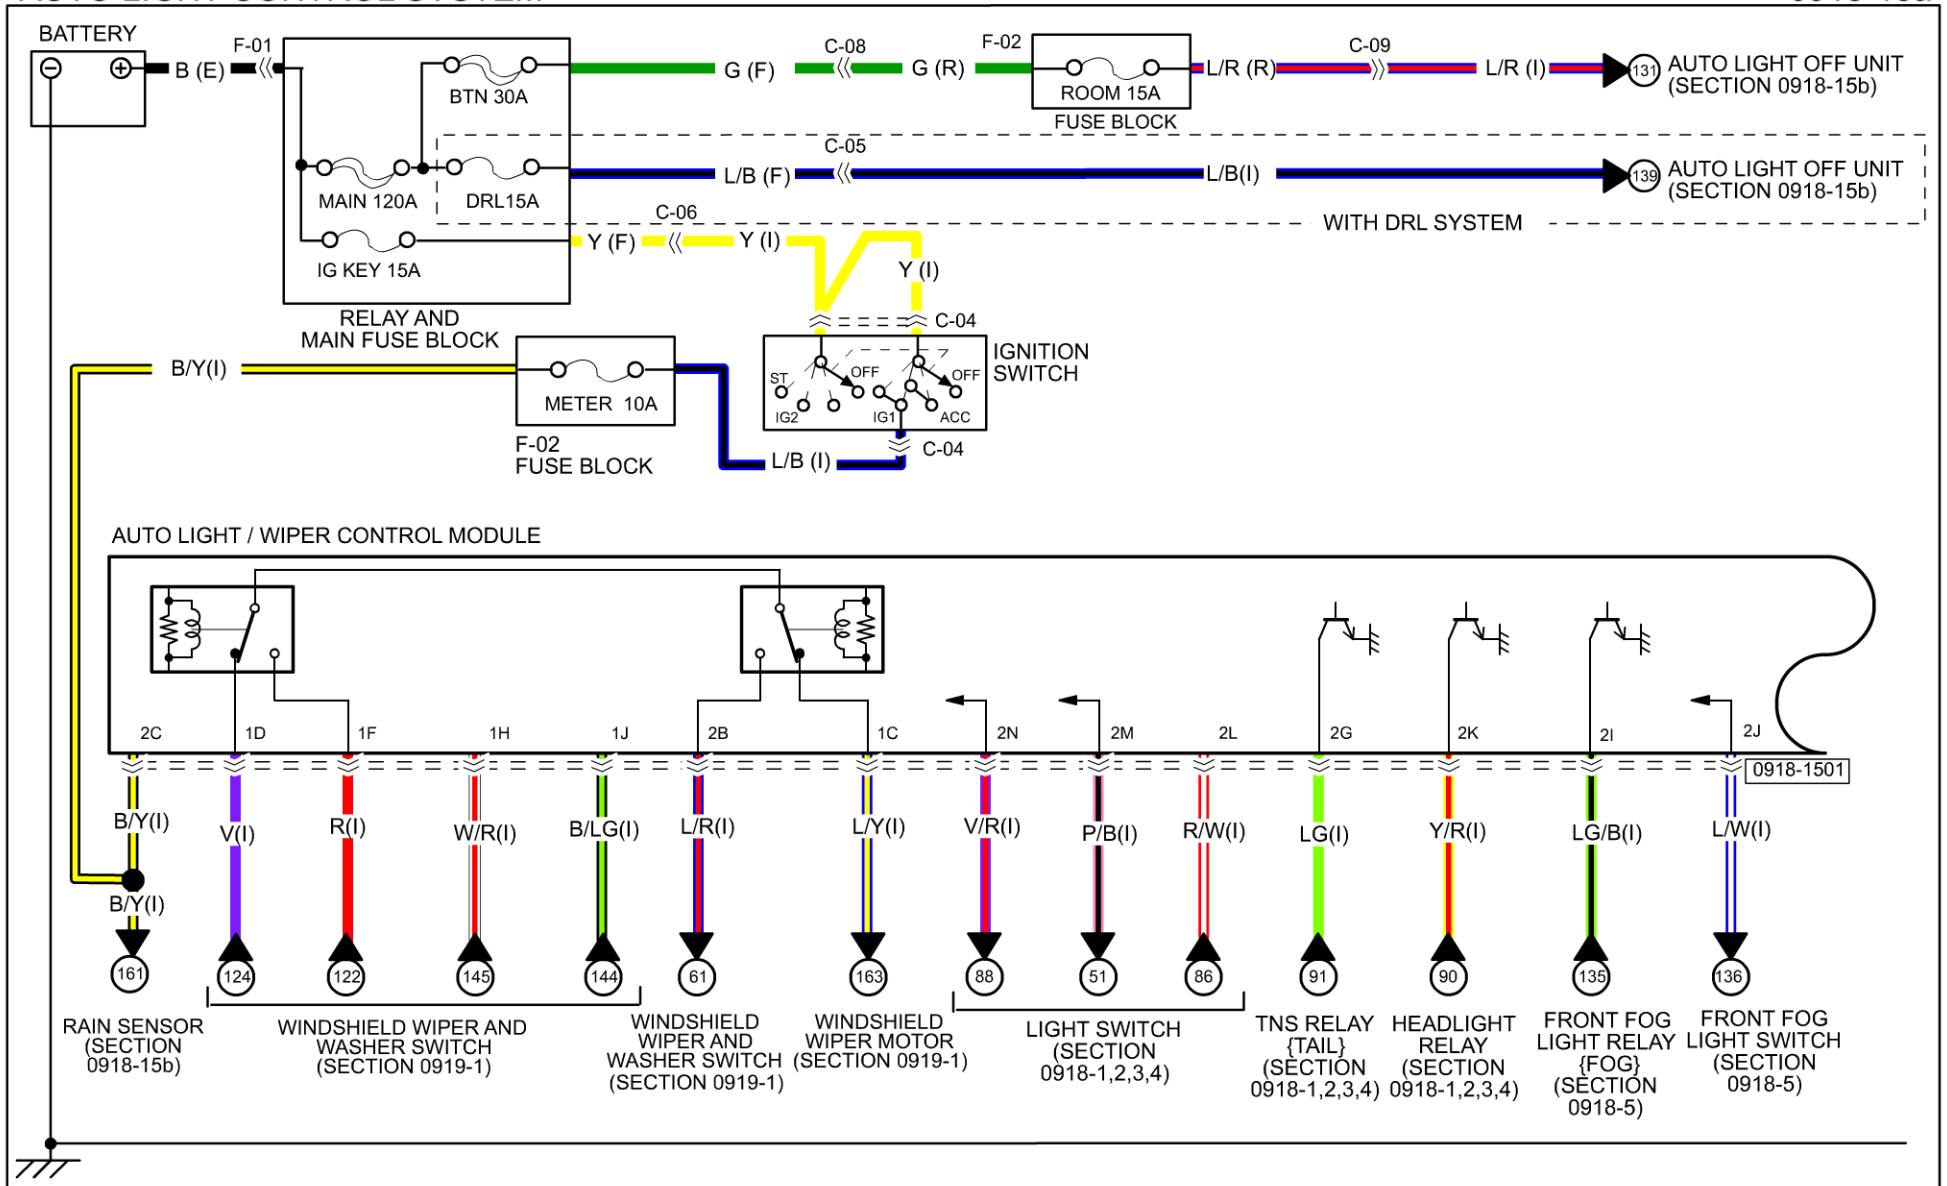 BATTERY
B (E)
F-01
BTN 30A
MAIN 120A
DRL15A
IG KEY 15A
RELAY AND
MAIN FUSE BLOCK
G (F)
C-08
G (R)
F-02
ROOM 15A
FUSE BLOCK
L/R (R)
C-09
L/R (I)
131
AUTO LIGHT OFF UNIT
(SECTION 0918-15b)
L/B (F)
C-05
L/B(I)
139
AUTO LIGHT OFF UNIT
(SECTION 0918-15b)
WITH DRL SYSTEM
Y (F)
C-06
Y (I)
Y (I)
C-04
IGNITION
SWITCH
ST
OFF
IG2
OFF
IG1
ACC
C-04
L/B (I)
METER 10A
F-02
FUSE BLOCK
B/Y(I)
AUTO LIGHT / WIPER CONTROL MODULE
2C 1D 1F 1H 1J 2B 1C 2N 2M 2L 2G 2K 2I 2J
0918-1501
B/Y(I) V(I) R(I) W/R(I) B/LG(I) L/R(I) L/Y(I) V/R(I) P/B(I) R/W(I) LG(I) Y/R(I) LG/B(I) L/W(I)
B/Y(I)
161 124 122 145 144 61 163 88 51 86 91 90 135 136
RAIN SENSOR
(SECTION
0918-15b)
WINDSHIELD WIPER AND
WASHER SWITCH
(SECTION 0919-1)
WINDSHIELD
WIPER AND
WASHER SWITCH
(SECTION 0919-1)
WINDSHIELD
WIPER MOTOR
(SECTION 0919-1)
LIGHT SWITCH
(SECTION
0918-1,2,3,4)
TNS RELAY
{TAIL}
(SECTION
0918-1,2,3,4)
HEADLIGHT
RELAY
(SECTION
0918-1,2,3,4)
FRONT FOG
LIGHT RELAY
{FOG}
(SECTION
0918-5)
FRONT FOG
LIGHT SWITCH
(SECTION
0918-5)